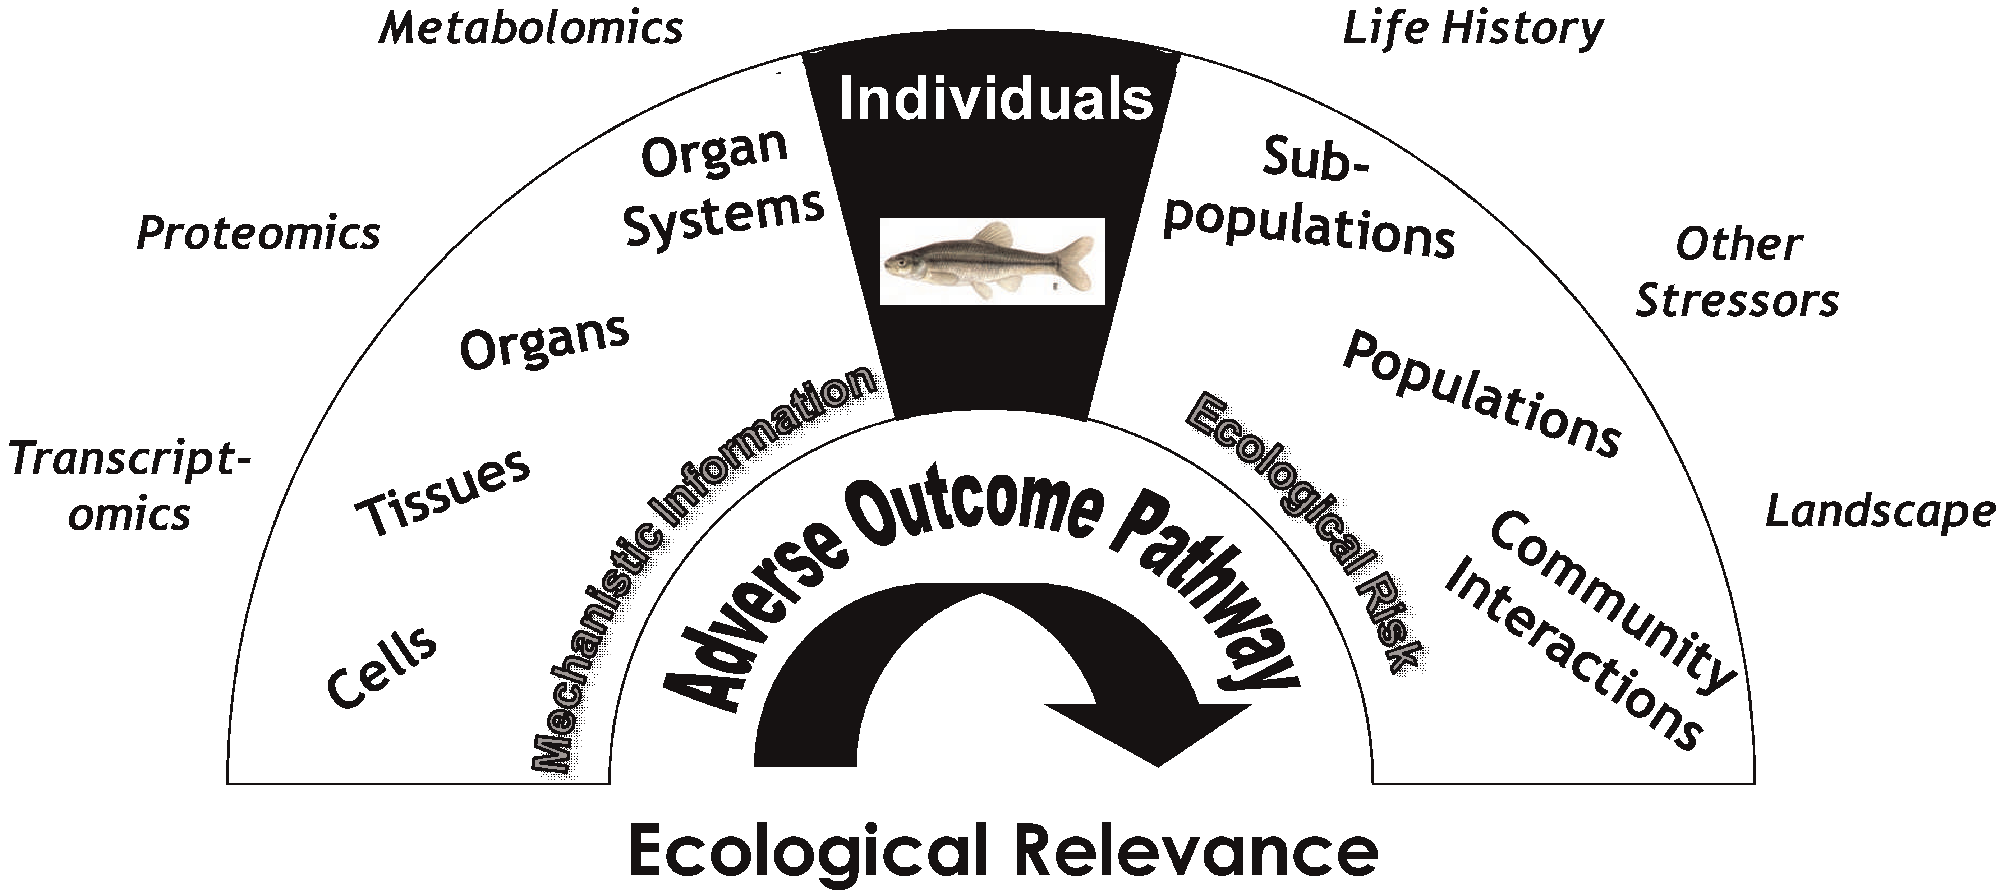 Metabolomics
Life History
Individuals
Organ
Systems
Sub-
populations
Proteomics
Other
Stressors
Organs
Populations
Mechanistic Information
Ecological Risk
Transcript-
omics
Tissues
Landscape
Adverse Outcome Pathway
Community
Interactions
Cells
Ecological Relevance